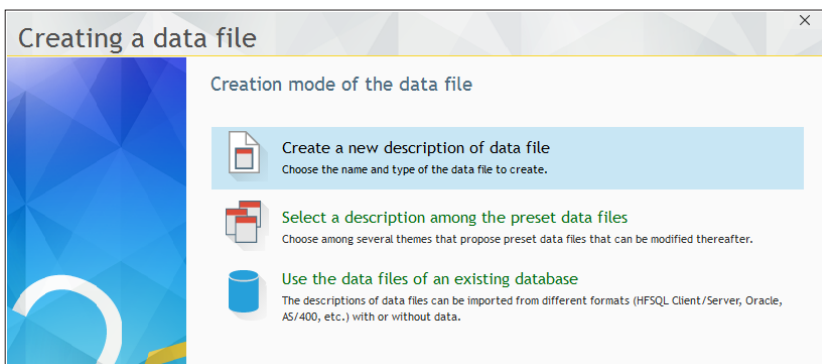 Creating a data file
Creation mode of the data file
Create a new description of data file
Choose the name and type of the data file to create.
Select a description among the preset data files
Choose among several themes that propose preset data files that can be modified thereafter.
Use the data files of an existing database
The descriptions of data files can be imported from different formats (HFSQL Client/Server, Oracle,
AS/400, etc.) with or without data.